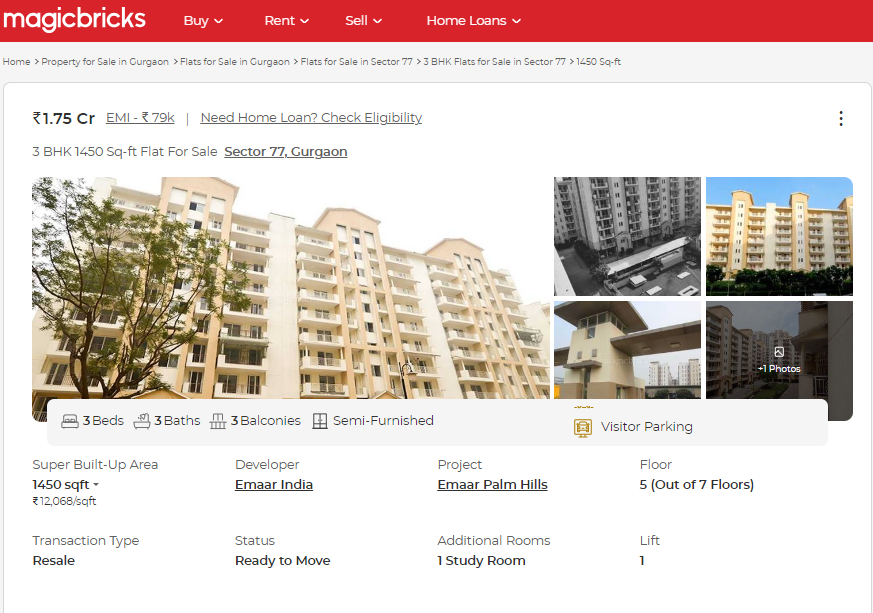 magicbricks
Buy Rent Sell Home Loans
Home > Property for Sale in Gurgaon > Flats for Sale in Gurgaon > Flats for Sale in Sector 77 > 3 BHK Flats for Sale in Sector 77 > 1450 Sq-ft
₹1.75 Cr EMI - ₹ 79k | Need Home Loan? Check Eligibility
3 BHK 1450 Sq-ft Flat For Sale Sector 77, Gurgaon
+1 Photos
3 Beds 3 Baths 3 Balconies Semi-Furnished Visitor Parking
Super Built-Up Area Developer Project Floor
1450 sqft Emaar India Emaar Palm Hills 5 (Out of 7 Floors)
₹12,068/sqft
Transaction Type Status Additional Rooms Lift
Resale Ready to Move 1 Study Room 1